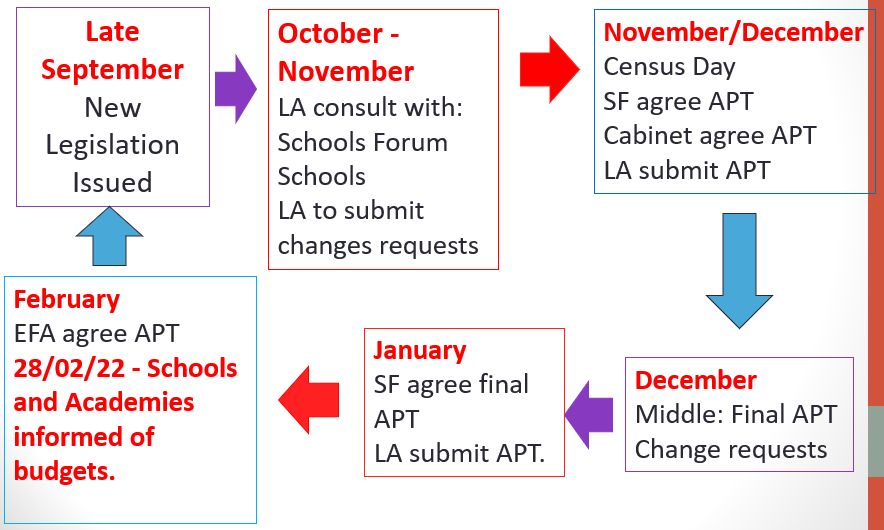 Late
September
New
Legislation
Issued
October -
November
LA consult with:
Schools Forum
Schools
LA to submit
changes requests
November/December
Census Day
SF agree APT
Cabinet agree APT
LA submit APT
December
Middle: Final APT
Change requests
January
SF agree final
APT
LA submit APT.
February
EFA agree APT
28/02/22 - Schools
and Academies
informed of
budgets.